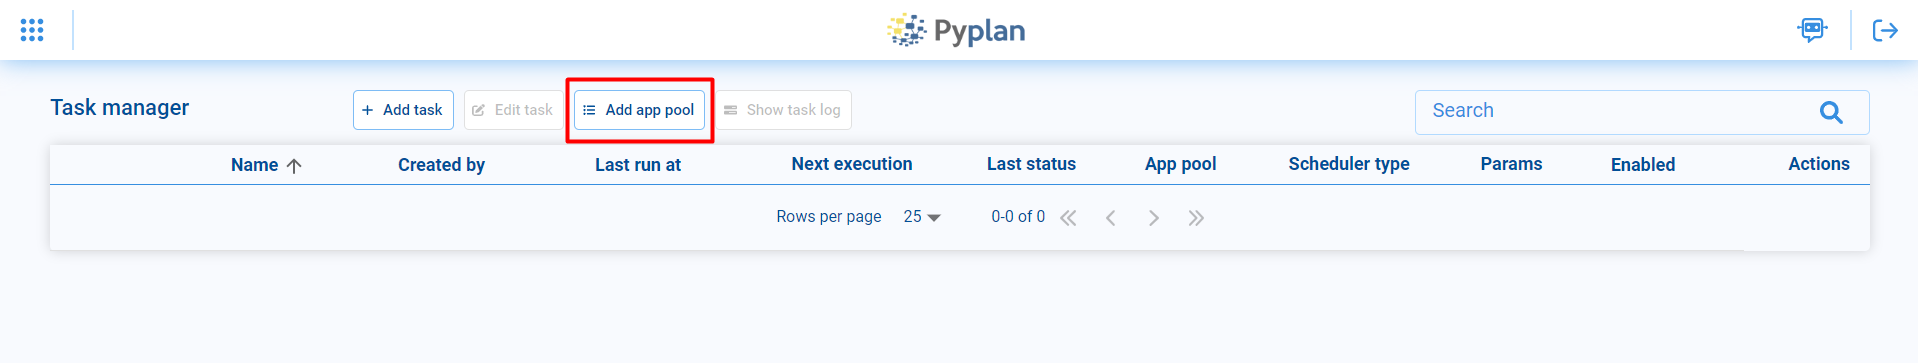 Pyplan
Task manager
Add task
Edit task
Add app pool
Show task log
Search
Name Created by Last run at Next execution Last status App pool Scheduler type Params Enabled Actions
Rows per page 25 0-0 of 0